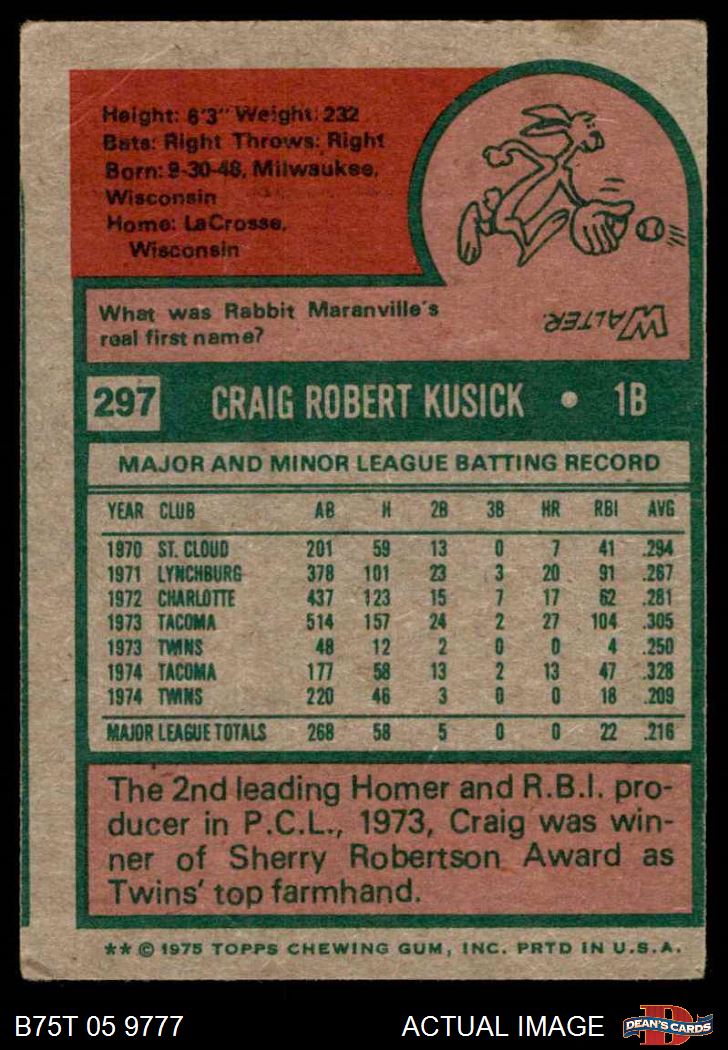 Height: 6'3" Weight: 232
Bats: Right Throws: Right
Born: 9-30-48, Milwaukee,
Wisconsin
Home: LaCrosse,
Wisconsin
What was Rabbit Maranville's
real first name?
WALTER.
297 CRAIG ROBERT KUSICK • 1B
MAJOR AND MINOR LEAGUE BATTING RECORD
YEAR CLUB AB H 2B 3B HR RBI AVG
1970 ST. CLOUD 201 59 13 0 7 41 .294
1971 LYNCHBURG 378 101 23 3 20 91 .267
1972 CHARLOTTE 437 123 15 7 17 62 .281
1973 TACOMA 514 157 24 2 27 104 .305
1973 TWINS 48 12 2 0 0 4 .250
1974 TACOMA 177 58 13 2 13 47 .328
1974 TWINS 220 46 3 0 0 18 .209
MAJOR LEAGUE TOTALS 268 58 5 0 0 22 .216
The 2nd leading Homer and R.B.I. pro-
ducer in P.C.L., 1973, Craig was win-
ner of Sherry Robertson Award as
Twins' top farmhand.
** © 1975 TOPPS CHEWING GUM, INC. PRTD IN U.S.A.
B75T 05 9777 ACTUAL IMAGE D DEAN'S CARDS